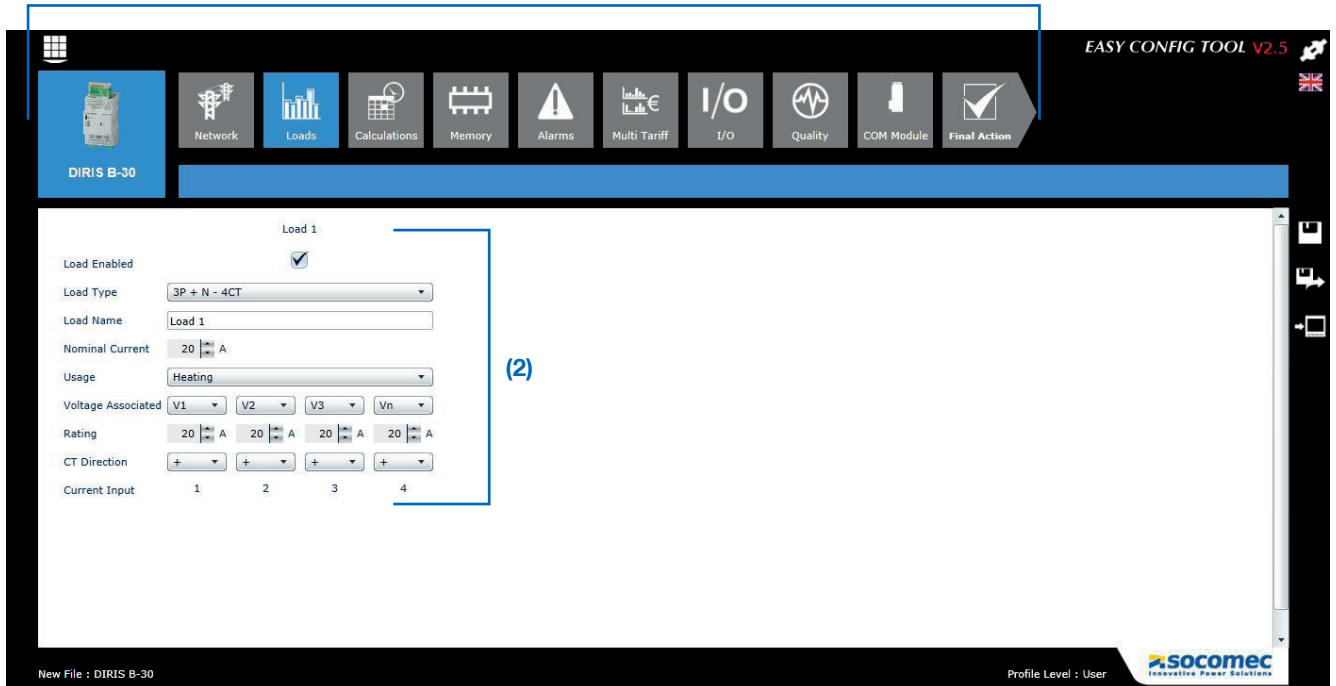 EASY CONFIG TOOL V2.5
Network
Loads
Calculations
Memory
Alarms
€
Multi Tariff
I/O
I/O
Quality
COM Module
Final Action
DIRIS B-30
Load 1
Load Enabled
Load Type 3P + N - 4CT
Load Name Load 1
Nominal Current 20 A
Usage Heating
Voltage Associated V1 V2 V3 Vn
Rating 20 A 20 A 20 A 20 A
CT Direction + + + +
Current Input 1 2 3 4
(2)
New File : DIRIS B-30
Profile Level : User
socomec
Innovative Power Solutions